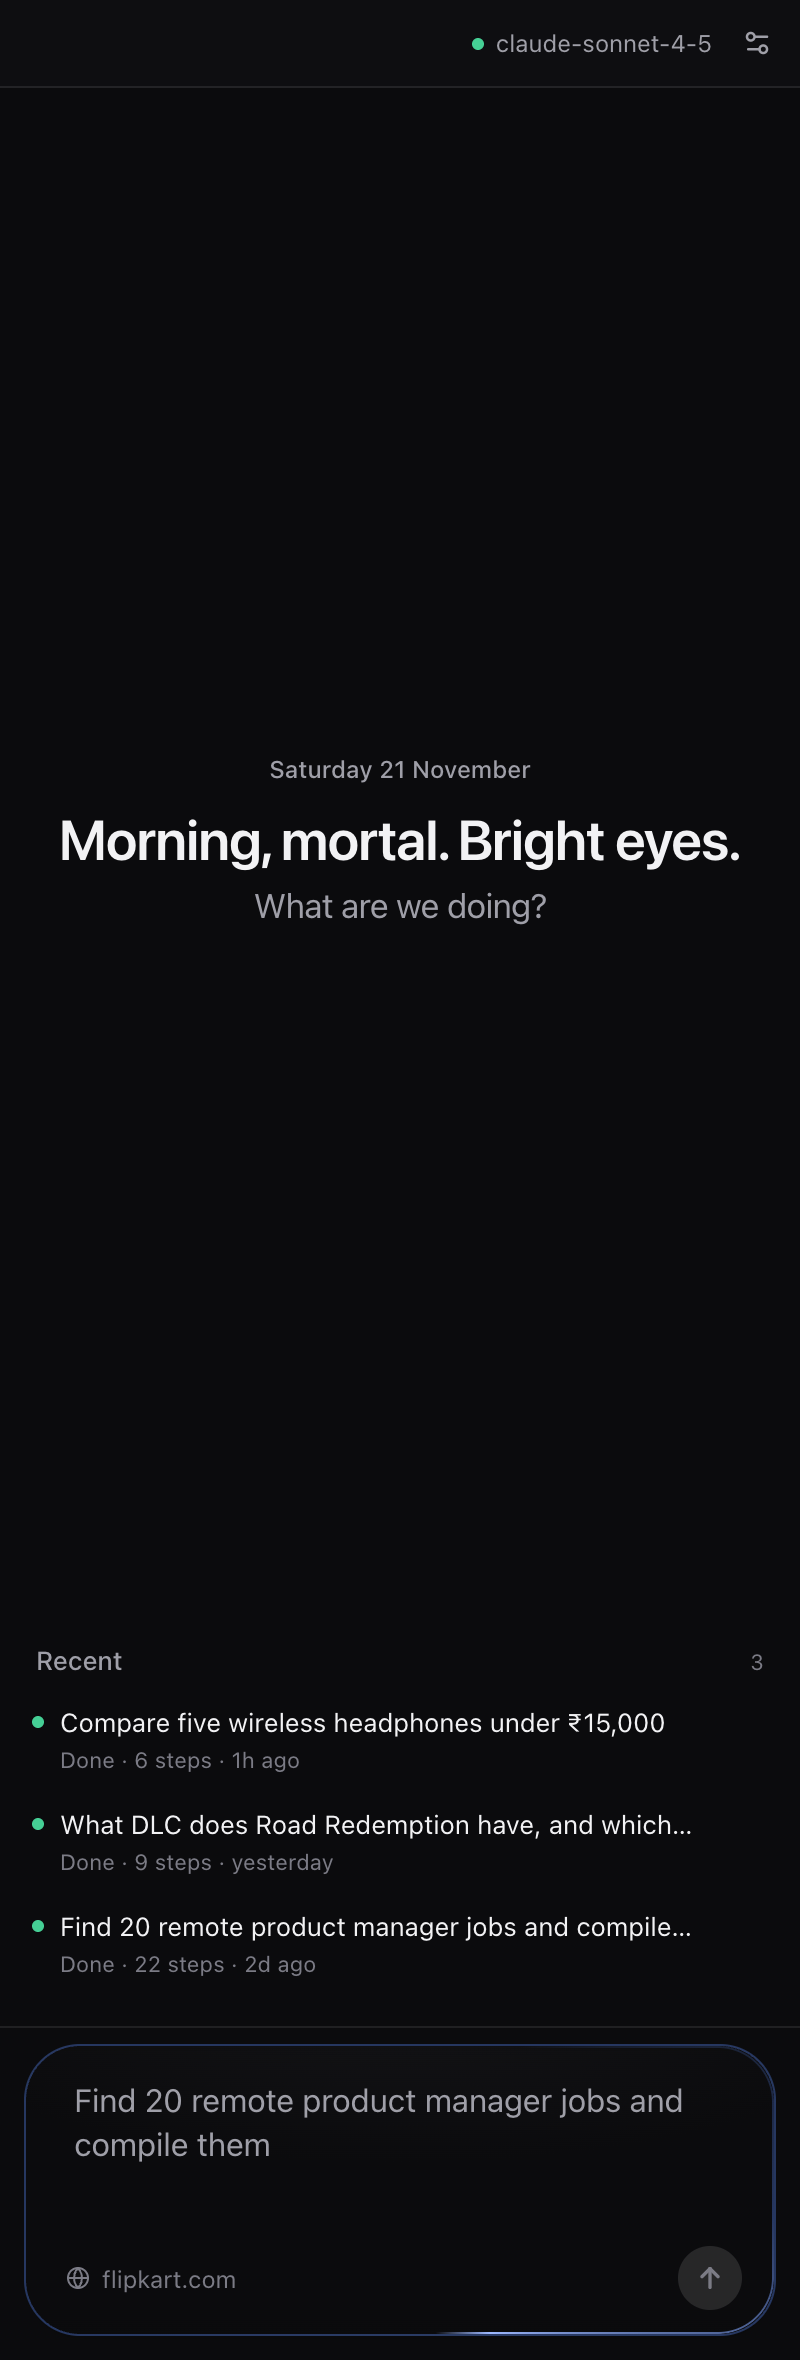 claude-sonnet-4-5
Saturday 21 November
Morning, mortal. Bright eyes.
What are we doing?
Recent
3
Compare five wireless headphones under ₹15,000
Done · 6 steps · 1h ago
What DLC does Road Redemption have, and which...
Done · 9 steps · yesterday
Find 20 remote product manager jobs and compile...
Done · 22 steps · 2d ago
Find 20 remote product manager jobs and
compile them
flipkart.com